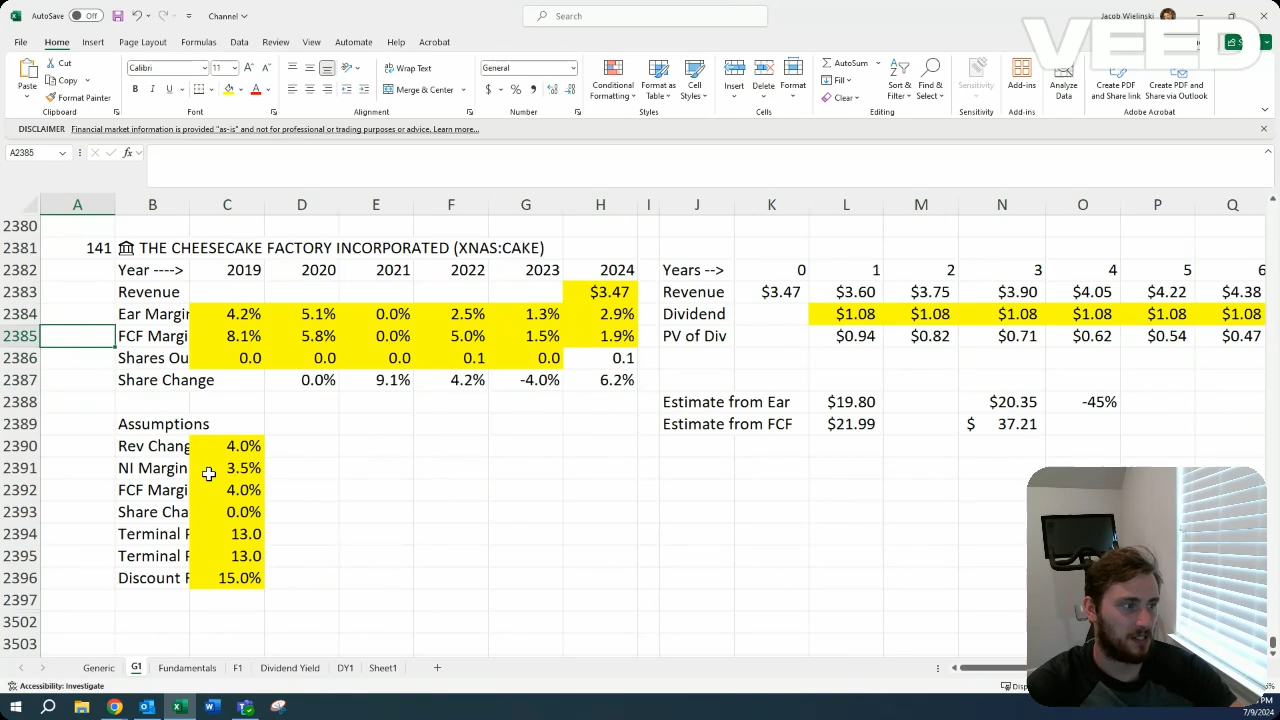 AutoSave Off Channel Search Jacob Wielinski
VEED
File Home Insert Page Layout Formulas Data Review View Automate Help Acrobat
Paste Cut Copy Format Painter Clipboard
Calibri 11 B I U A Font
Wrap Text Merge & Center Alignment
General $ % , Number
Conditional Formatting Format as Table Cell Styles Styles
Insert Delete Format Cells
AutoSum Fill Clear Sort & Filter Find & Select Editing
Sensitivity Sensitivity
Add-ins Add-ins
Analyze Data
Create PDF and Share link Create PDF and Share via Outlook Adobe Acrobat
DISCLAIMER Financial market information is provided "as-is" and not for professional or trading purposes or advice. Learn more...
A2385 fx
A B C D E F G H I J K L M N O P Q
2380
2381 141 THE CHEESECAKE FACTORY INCORPORATED (XNAS:CAKE)
2382 Year ----> 2019 2020 2021 2022 2023 2024 Years --> 0 1 2 3 4 5 6
2383 Revenue $3.47 Revenue $3.47 $3.60 $3.75 $3.90 $4.05 $4.22 $4.38
2384 Ear Margin 4.2% 5.1% 0.0% 2.5% 1.3% 2.9% Dividend $1.08 $1.08 $1.08 $1.08 $1.08 $1.08
2385 FCF Margi 8.1% 5.8% 0.0% 5.0% 1.5% 1.9% PV of Div $0.94 $0.82 $0.71 $0.62 $0.54 $0.47
2386 Shares Ou 0.0 0.0 0.0 0.1 0.0 0.1
2387 Share Change 0.0% 9.1% 4.2% -4.0% 6.2%
2388 Estimate from Ear $19.80 $20.35 -45%
2389 Assumptions Estimate from FCF $21.99 $ 37.21
2390 Rev Chang 4.0%
2391 NI Margin 3.5%
2392 FCF Margi 4.0%
2393 Share Cha 0.0%
2394 Terminal P 13.0
2395 Terminal P 13.0
2396 Discount R 15.0%
2397
3502
3503
Generic G1 Fundamentals F1 Dividend Yield DY1 Sheet1
Accessibility: Investigate
7/9/2024